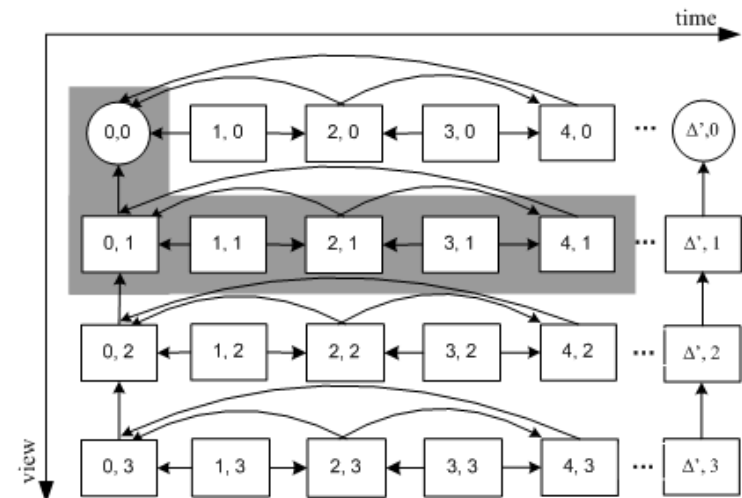 time
0,0 1, 0 2, 0 3, 0 4, 0 ... Δ',0
0, 1 1, 1 2, 1 3, 1 4, 1 ... Δ', 1
0, 2 1, 2 2, 2 3, 2 4, 2 ... Δ', 2
0, 3 1, 3 2, 3 3, 3 4, 3 ... Δ', 3
view